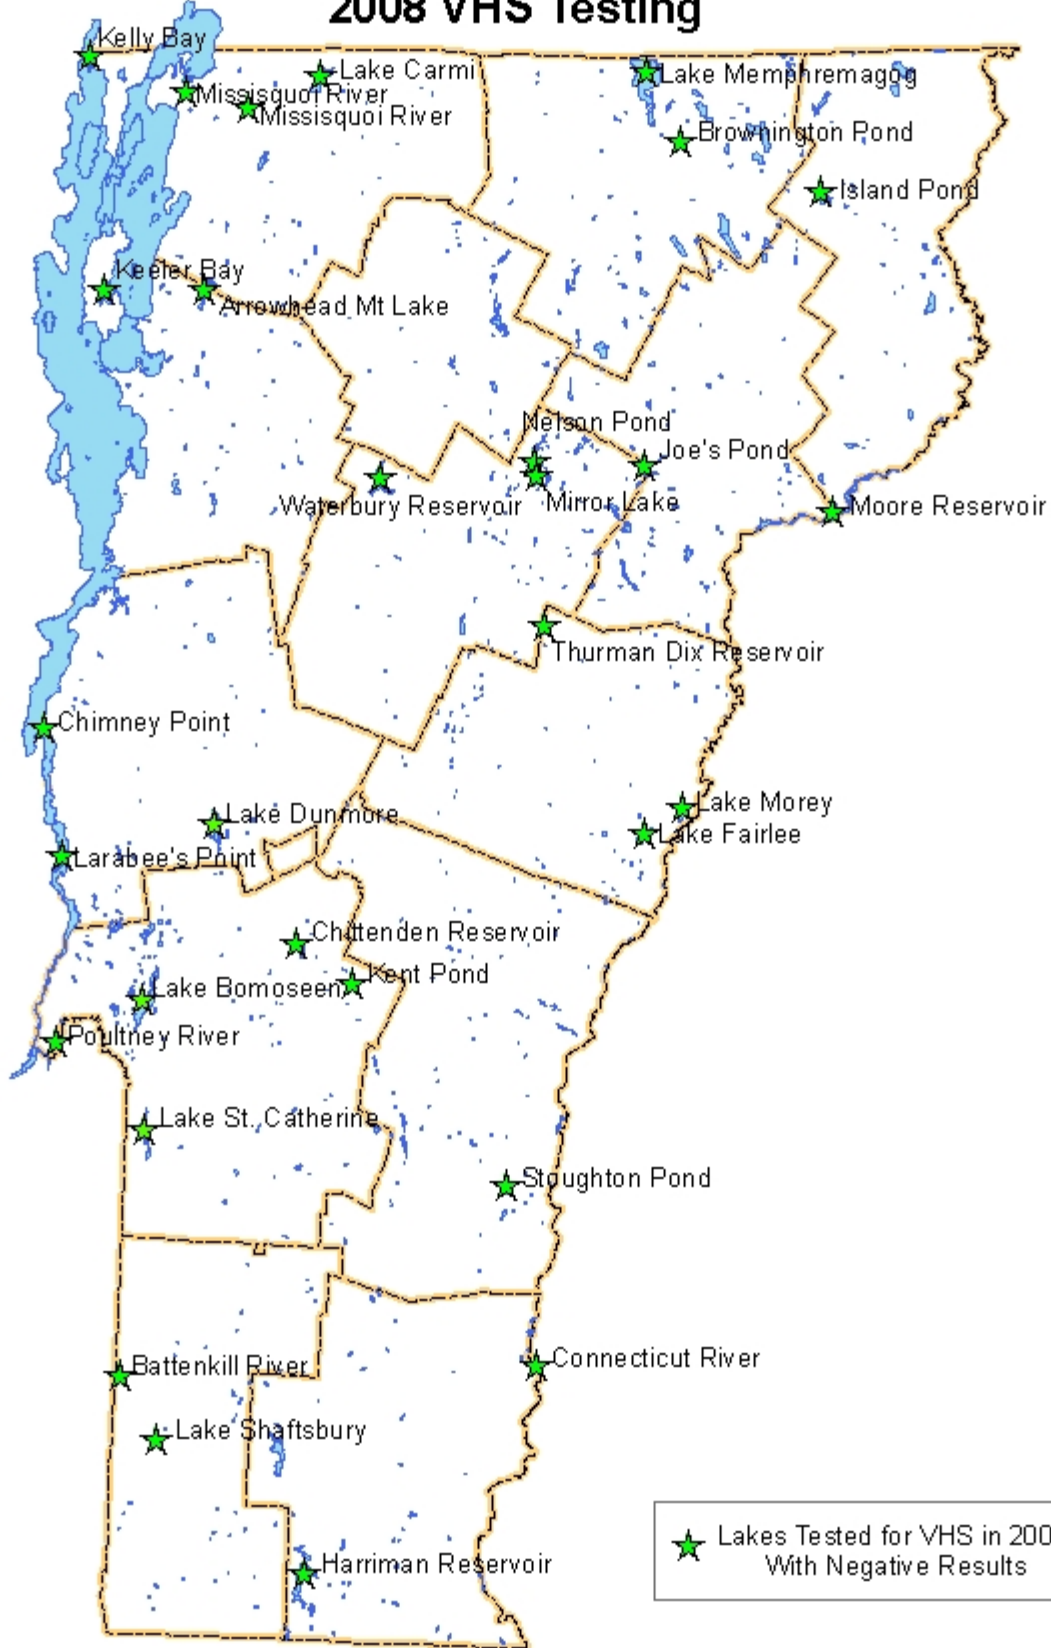 2008 VHS Testing
Kelly Bay
Lake Carmi
Missisquoi River
Missisquoi River
Lake Memphremagog
Brownington Pond
Island Pond
Keeler Bay
Arrowhead Mt Lake
Nelson Pond
Joe's Pond
Waterbury Reservoir
Mirror Lake
Moore Reservoir
Thurman Dix Reservoir
Chimney Point
Lake Dunmore
Lake Morey
Lake Fairlee
Larabee's Point
Chittenden Reservoir
Kent Pond
Lake Bomoseen
Poultney River
Lake St. Catherine
Stoughton Pond
Connecticut River
Battenkill River
Lake Shaftsbury
Harriman Reservoir
Lakes Tested for VHS in 200
With Negative Results